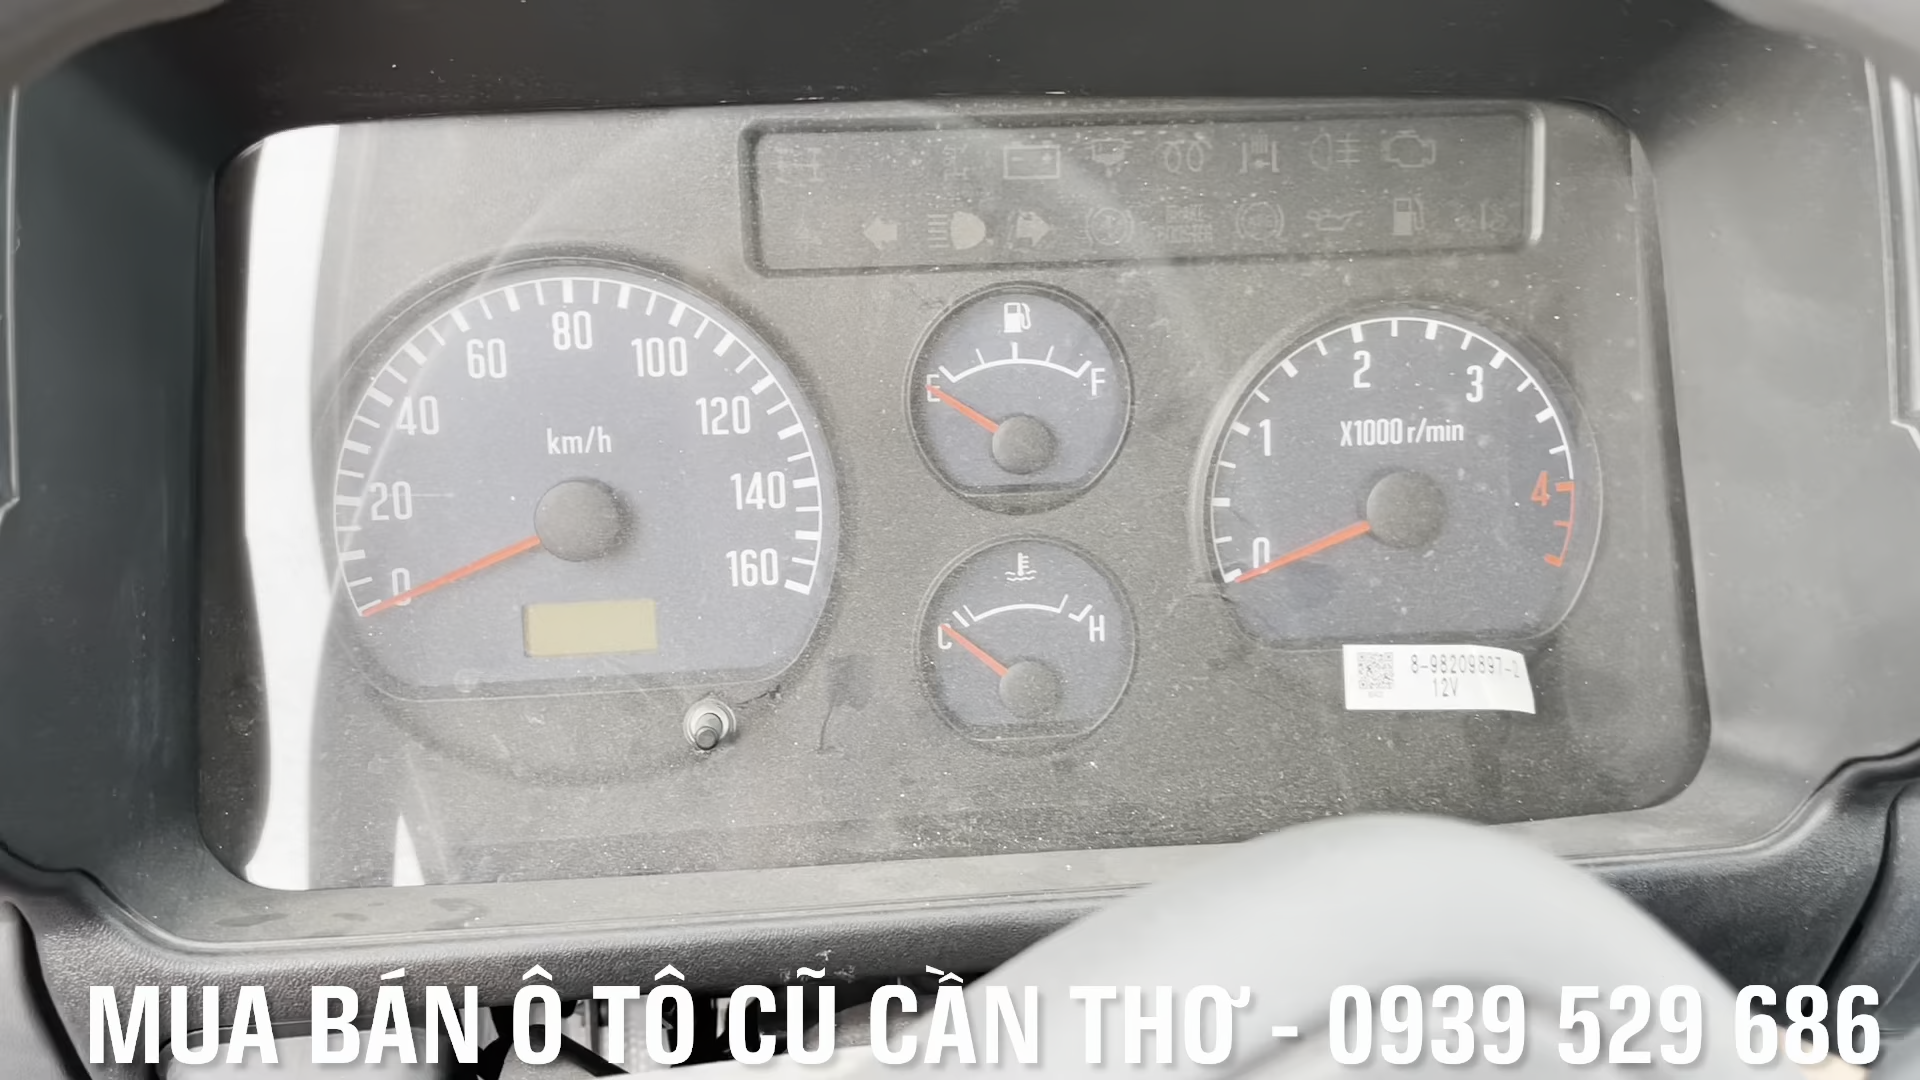 80
60
100
40
120
km/h
20
140
0
160
E
F
C
H
2
3
1
X1000 r/min
4
0
8-98209897-2
12V
MUA BÁN Ô TÔ CŨ CẦN THƠ - 0939 529 686